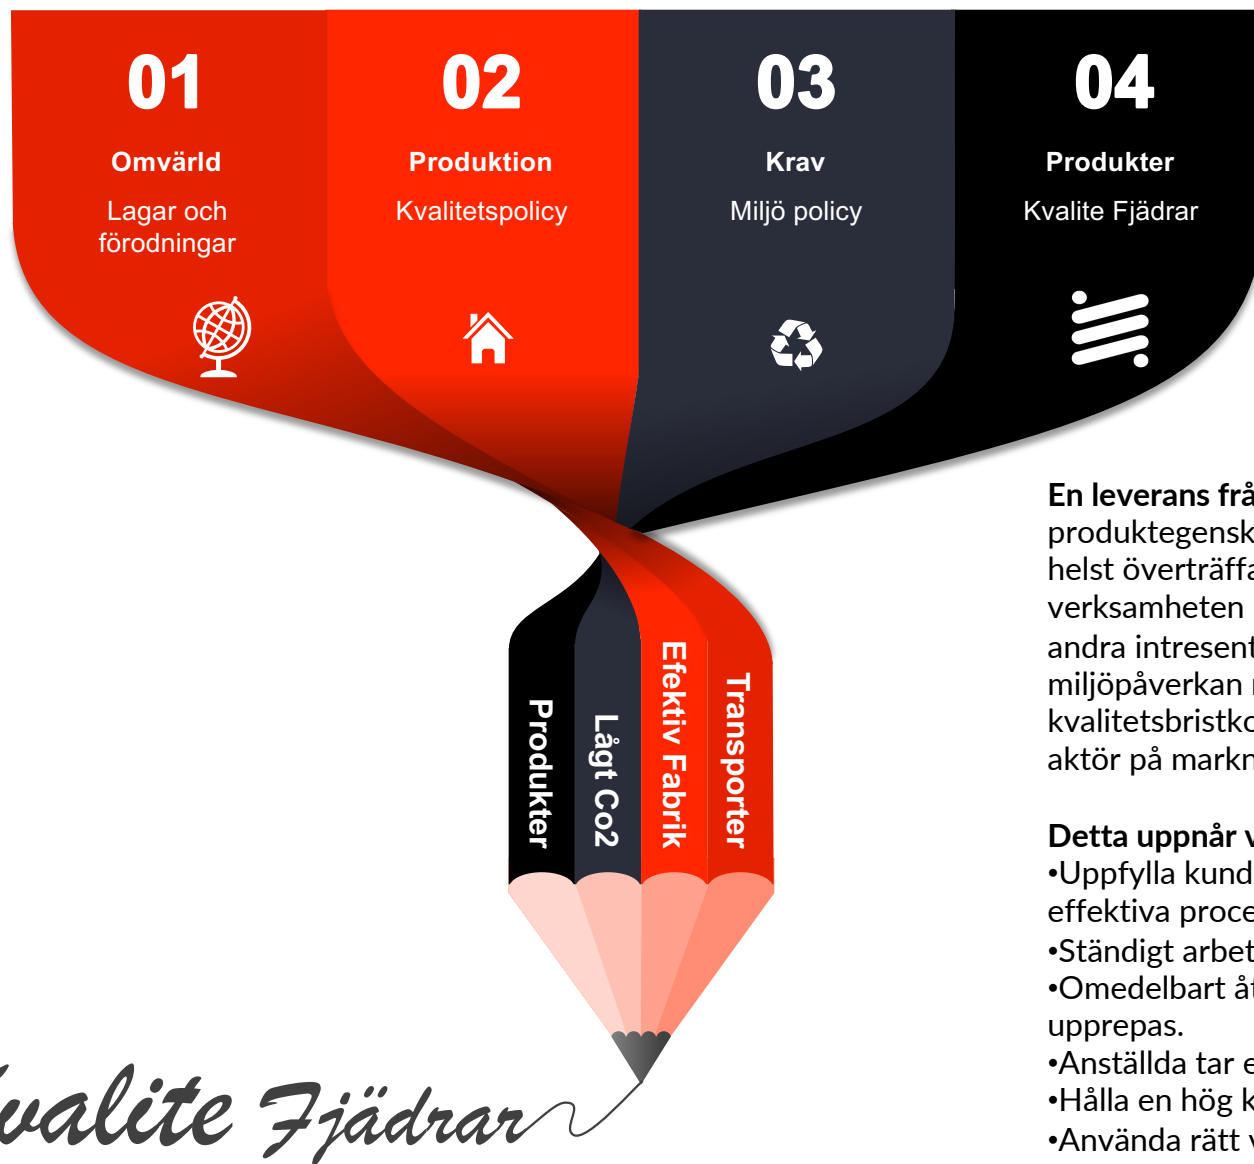 01
Omvärld
Lagar och
förodningar
02
Produktion
Kvalitetspolicy
03
Krav
Miljö policy
04
Produkter
Kvalite Fjädrar
Produkter
Lågt Co2
Efektiv Fabrik
Transporter
valite Fjädrar
En leverans frå
produktegensk
helst överträffa
verksamheten
andra intresent
miljöpåverkan
kvalitetsbristko
aktör på markn
Detta uppnår v
•Uppfylla kund
effektiva proce
•Ständigt arbet
•Omedelbart åt
upprepas.
•Anställda tar e
•Hålla en hög k
•Använda rätt v